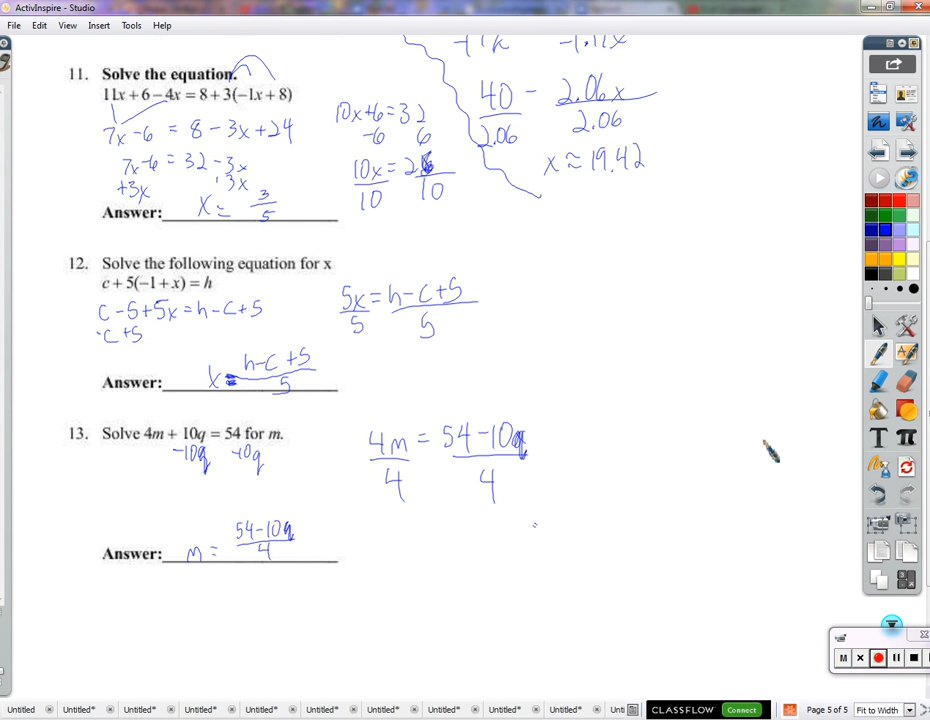 ActivInspire - Studio
File Edit View Insert Tools Help
-1.11x
40 - 2.06x
2.06 2.06
x ≈ 19.42
11. Solve the equation.
11x + 6 – 4x = 8 + 3(–1x + 8)
7x -6 = 8 - 3x + 24
7x -6 = 32 - 3x
+3x +3x
10x + 6 = 32
-6 6
10x = 26
10 10
Answer: x = 3/5
12. Solve the following equation for x
c + 5(–1 + x) = h
c - 5 + 5x = h - c + 5
-c +5
5x = h - c + 5
5 5
Answer: x = h-c +5
5
13. Solve 4m + 10q = 54 for m.
-10q -10q
4m = 54 - 10q
4 4
Answer: m = 54-10q
4
M
Untitled Untitled* Untitled* Untitled* Untitled* Untitled* Untitled* Untitled* Untitled* Untitled* Unti CLASSFLOW Connect Page 5 of 5 Fit to Width